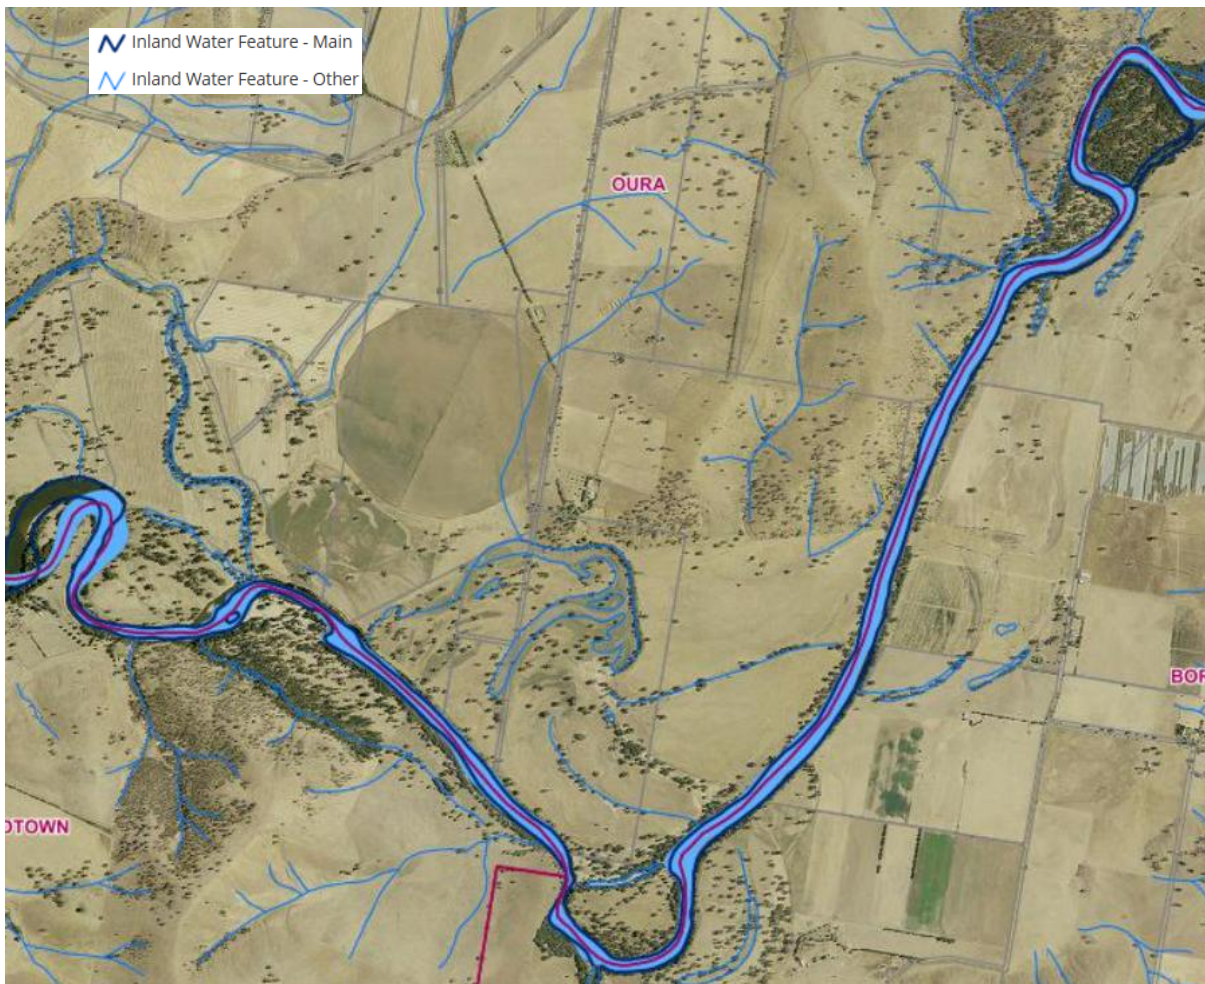 Inland Water Feature - Main
Inland Water Feature - Other
OURA
BOR
OTOWN